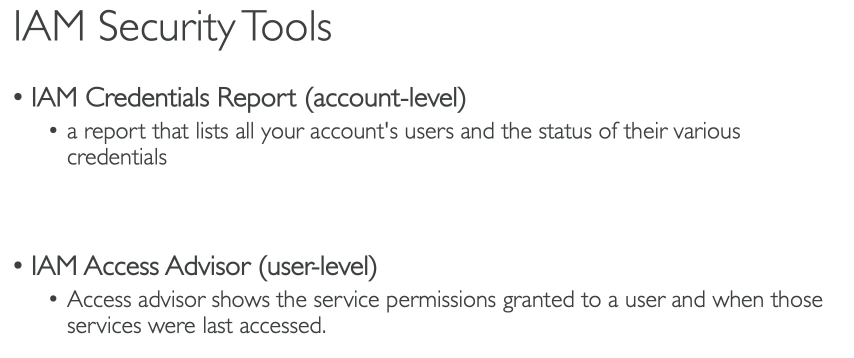 IAM Security Tools
• IAM Credentials Report (account-level)
• a report that lists all your account's users and the status of their various
credentials
• IAM Access Advisor (user-level)
• Access advisor shows the service permissions granted to a user and when those
services were last accessed.